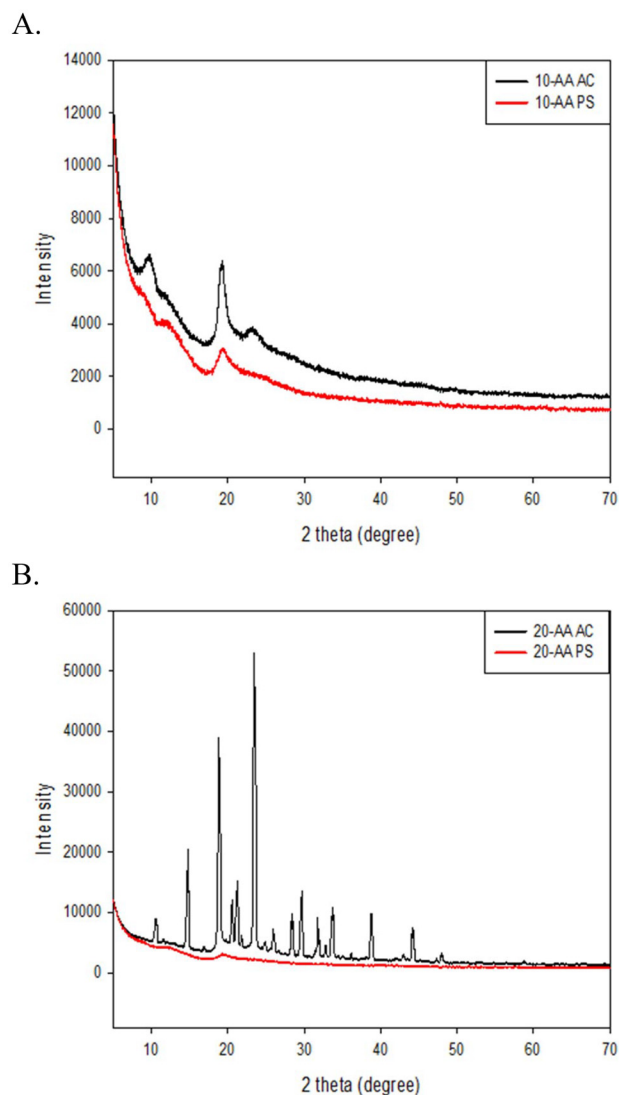 A.
14000
12000
10000
8000
6000
4000
2000
0
Intensity
10-AA AC
10-AA PS
10 20 30 40 50 60 70
2 theta (degree)
B.
60000
50000
40000
30000
20000
10000
0
Intensity
20-AA AC
20-AA PS
10 20 30 40 50 60 70
2 theta (degree)